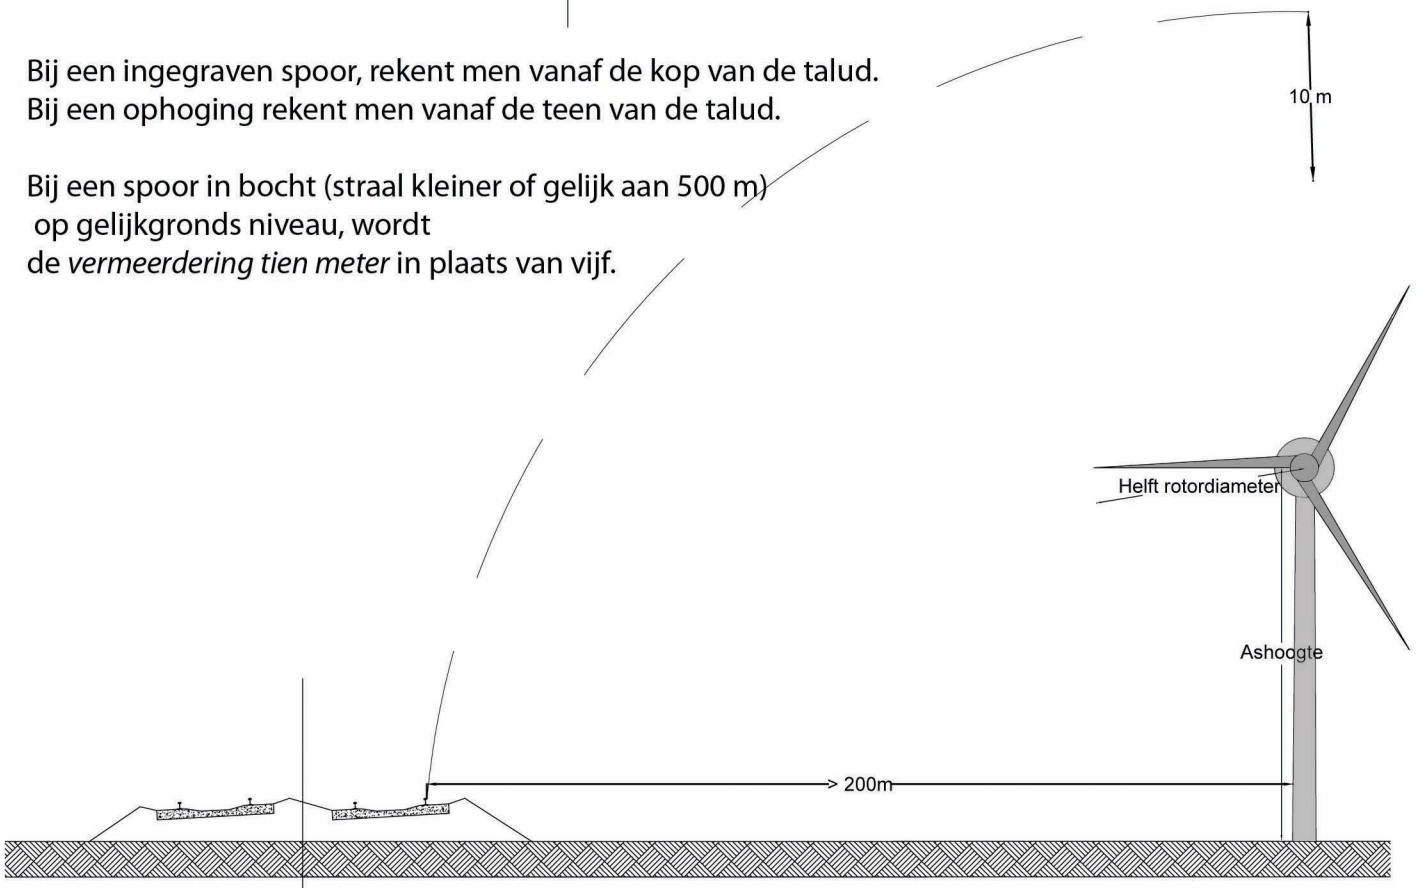 Bij een ingegraven spoor, rekent men vanaf de kop van de talud.
Bij een ophoging rekent men vanaf de teen van de talud.
Bij een spoor in bocht (straal kleiner of gelijk aan 500 m)
op gelijkgronds niveau, wordt
de vermeerdering tien meter in plaats van vijf.
10 m
Helft rotordiameter
Ashoogte
> 200m